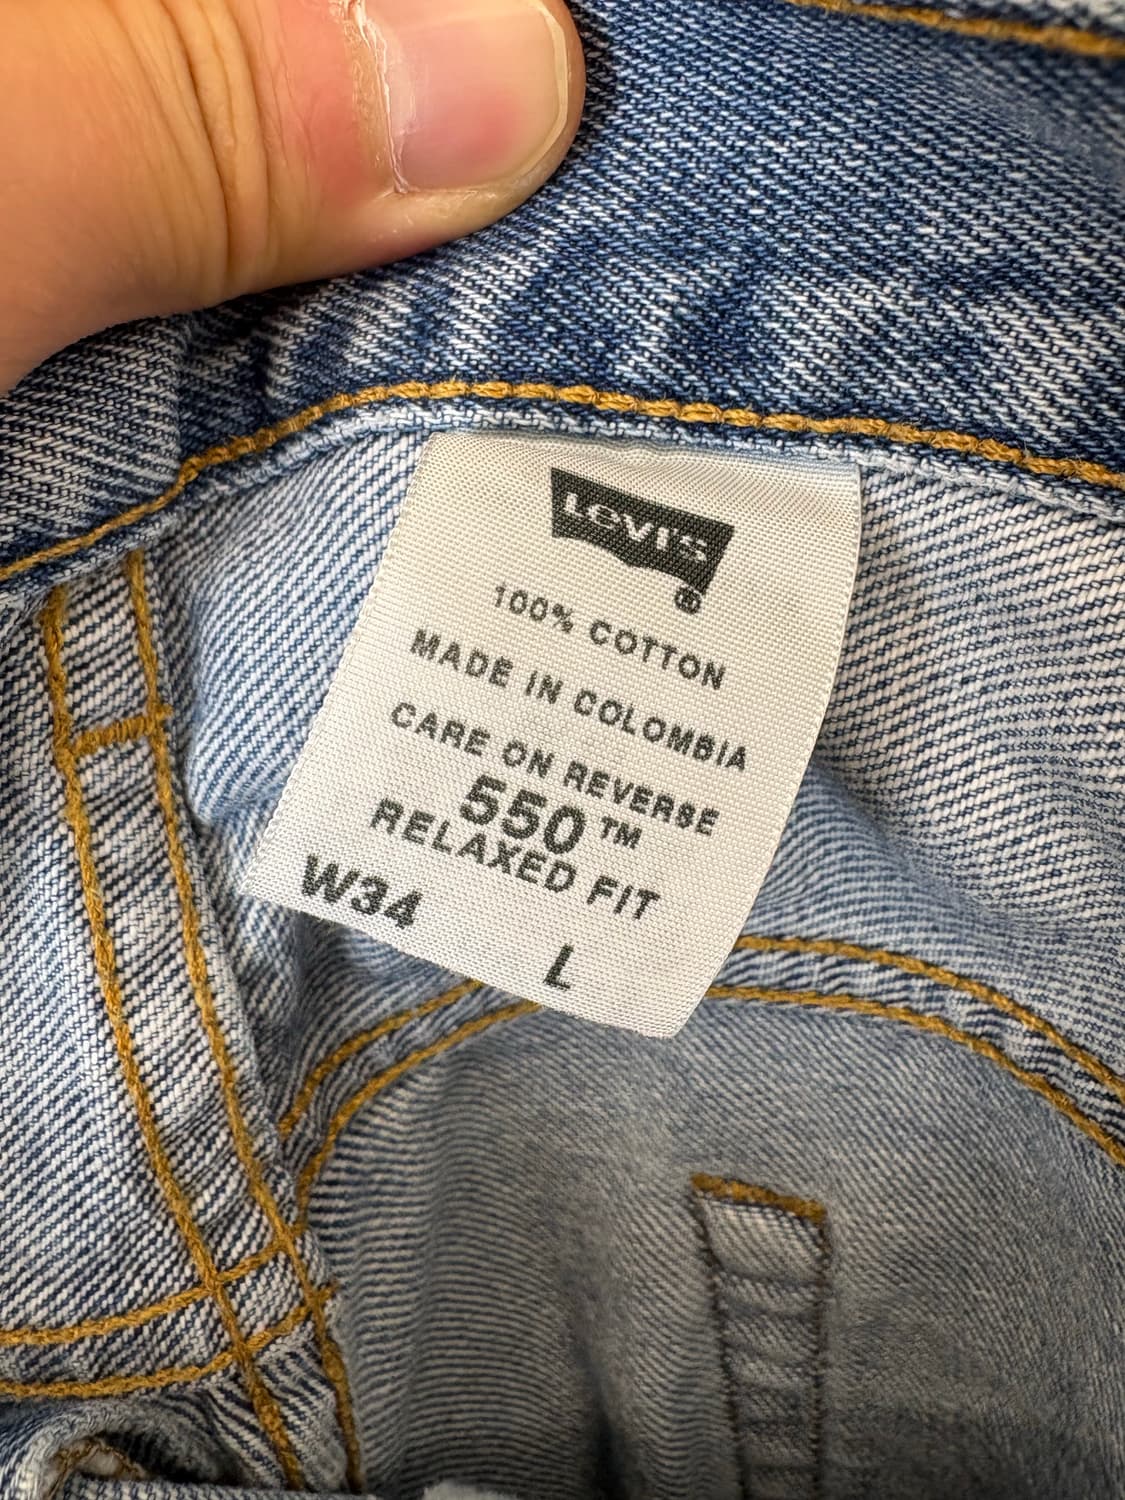 Levi's
®
100% COTTON
MADE IN COLOMBIA
CARE ON REVERSE
550™
RELAXED FIT
W34 L